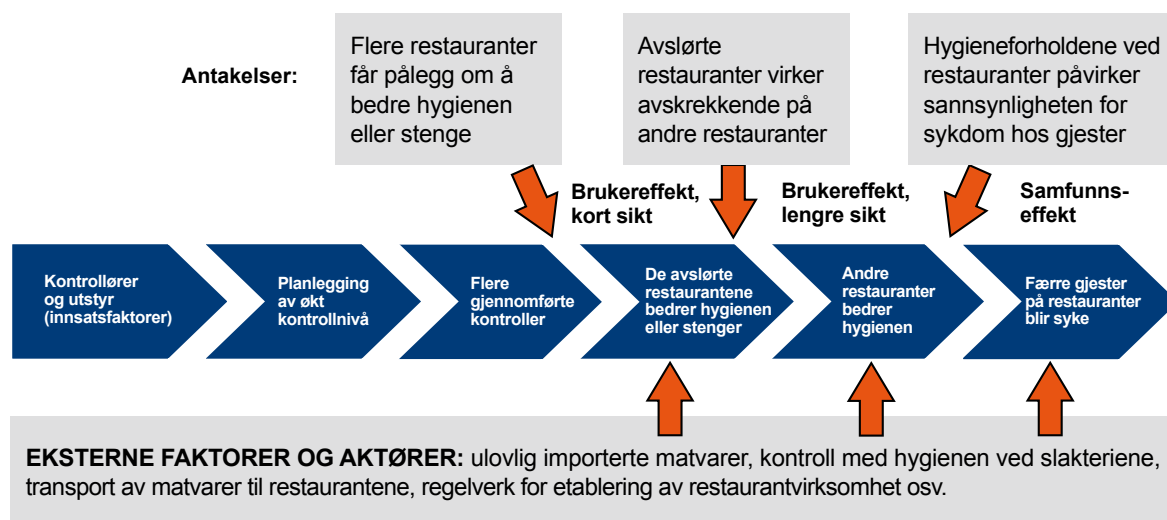 Antakelser:
Flere restauranter
får pålegg om å
bedre hygienen
eller stenge
Avslørte
restauranter virker
avskrekkende på
andre restauranter
Hygieneforholdene ved
restauranter påvirker
sannsynligheten for
sykdom hos gjester
Brukereffekt,
kort sikt
Brukereffekt,
lengre sikt
Samfunns-
effekt
Kontrollører
og utstyr
(innsatsfaktorer)
Planlegging
av økt
kontrollnivå
Flere
gjennomførte
kontroller
De avslørte
restaurantene
bedrer hygienen
eller stenger
Andre
restauranter
bedrer
hygienen
Færre gjester
på restauranter
blir syke
EKSTERNE FAKTORER OG AKTØRER: ulovlig importerte matvarer, kontroll med hygienen ved slakteriene,
transport av matvarer til restaurantene, regelverk for etablering av restaurantvirksomhet osv.